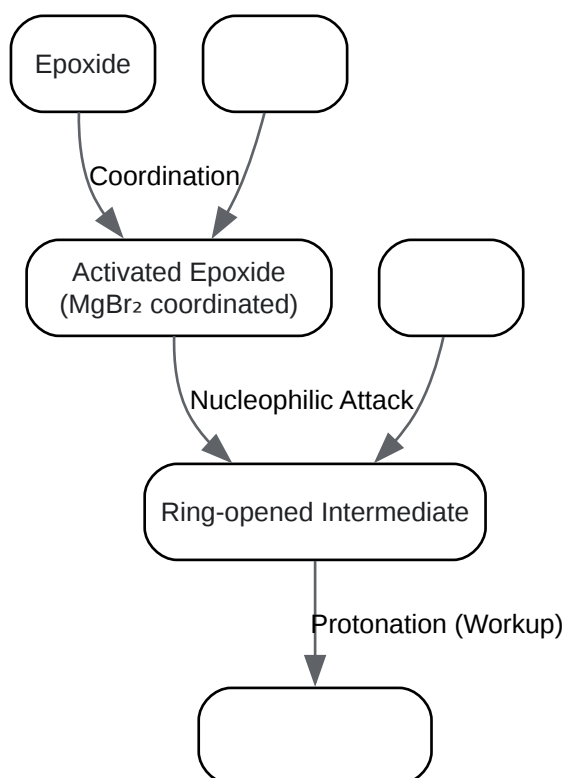 Epoxide
Coordination
Activated Epoxide
(MgBr₂ coordinated)
Nucleophilic Attack
Ring-opened Intermediate
Protonation (Workup)